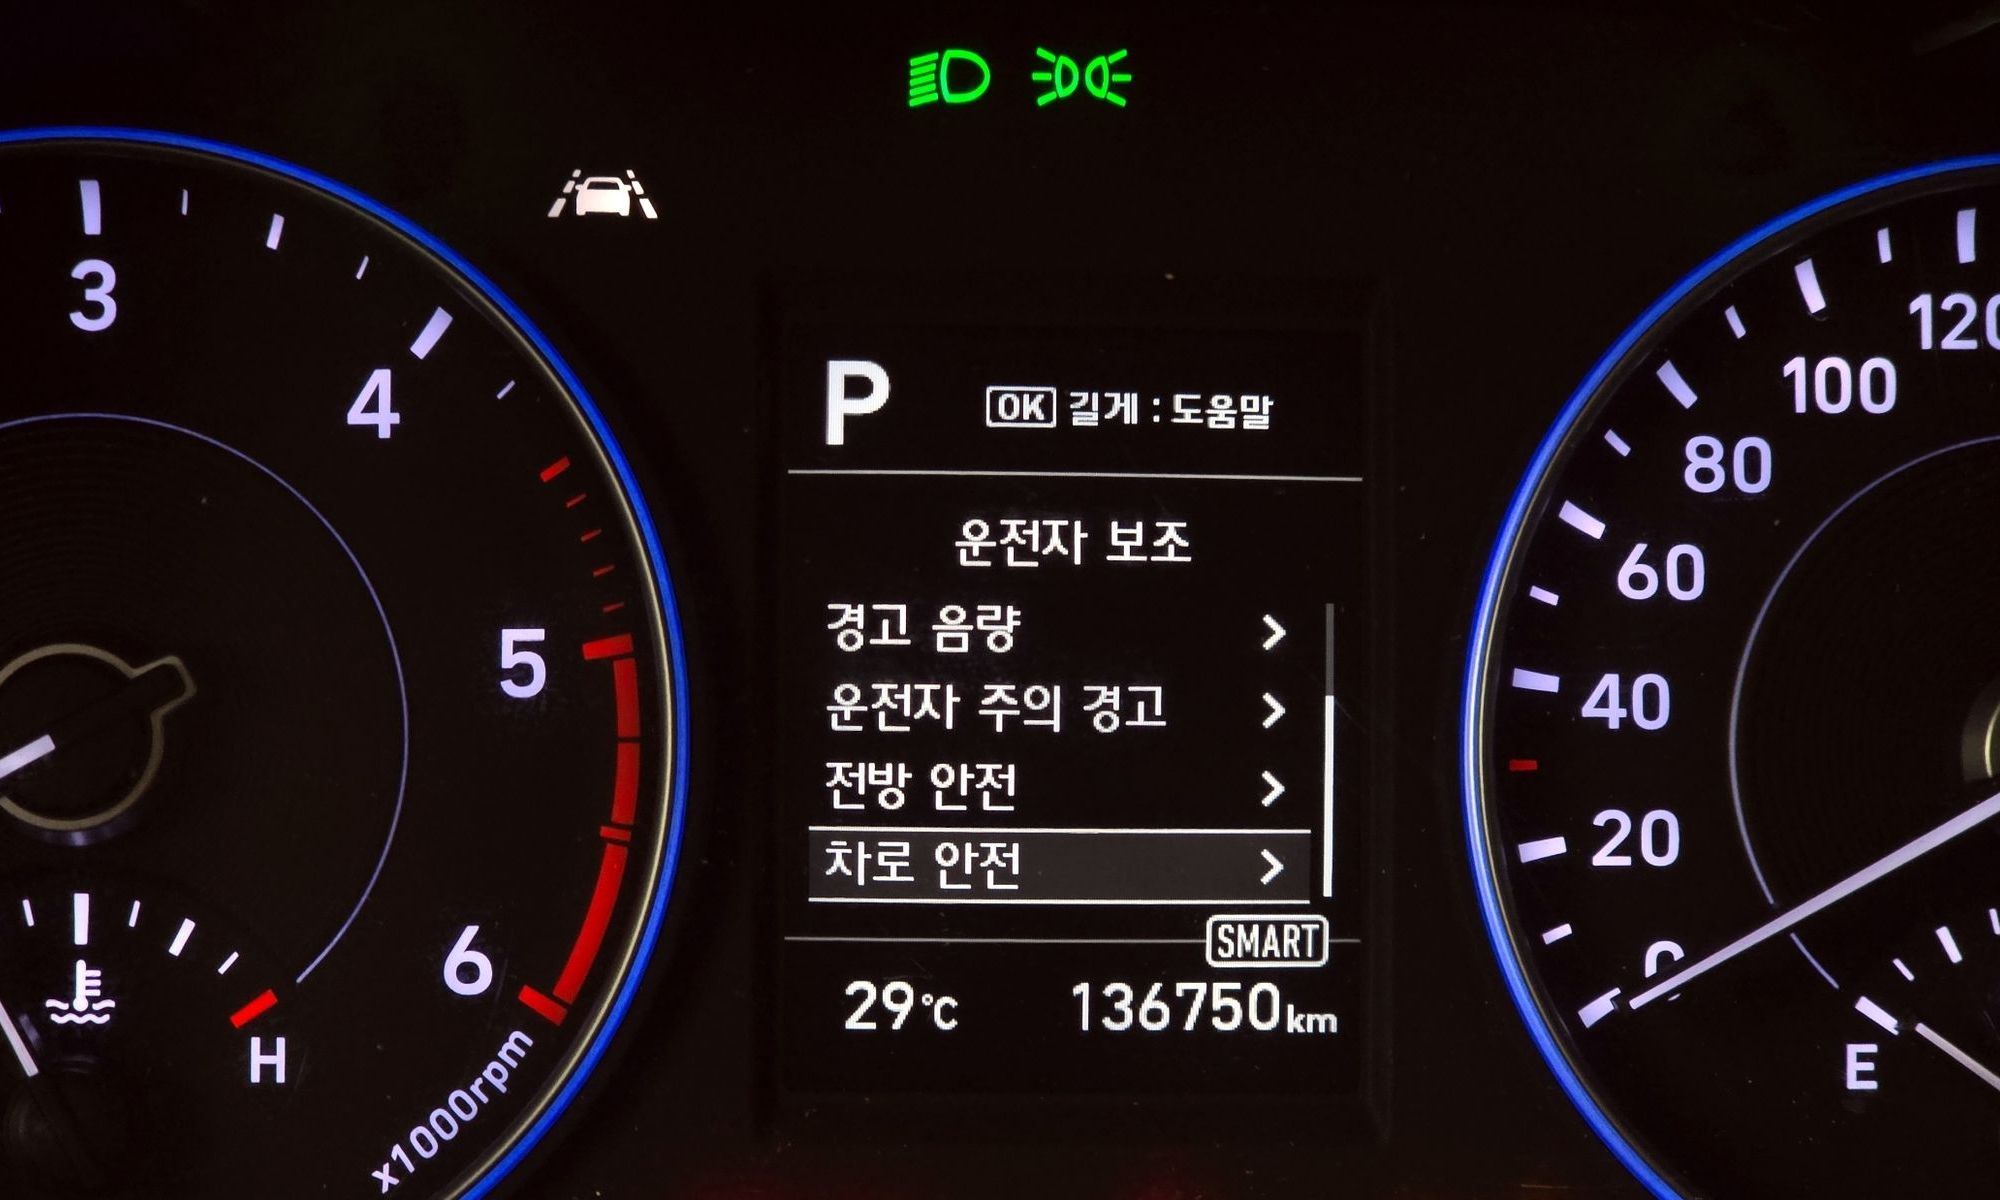 3
4
5
6
x1000rpm
H
P
OK 길게 : 도움말
운전자 보조
경고 음량
운전자 주의 경고
전방 안전
차로 안전
SMART
29℃ 136750km
120
100
80
60
40
20
0
E